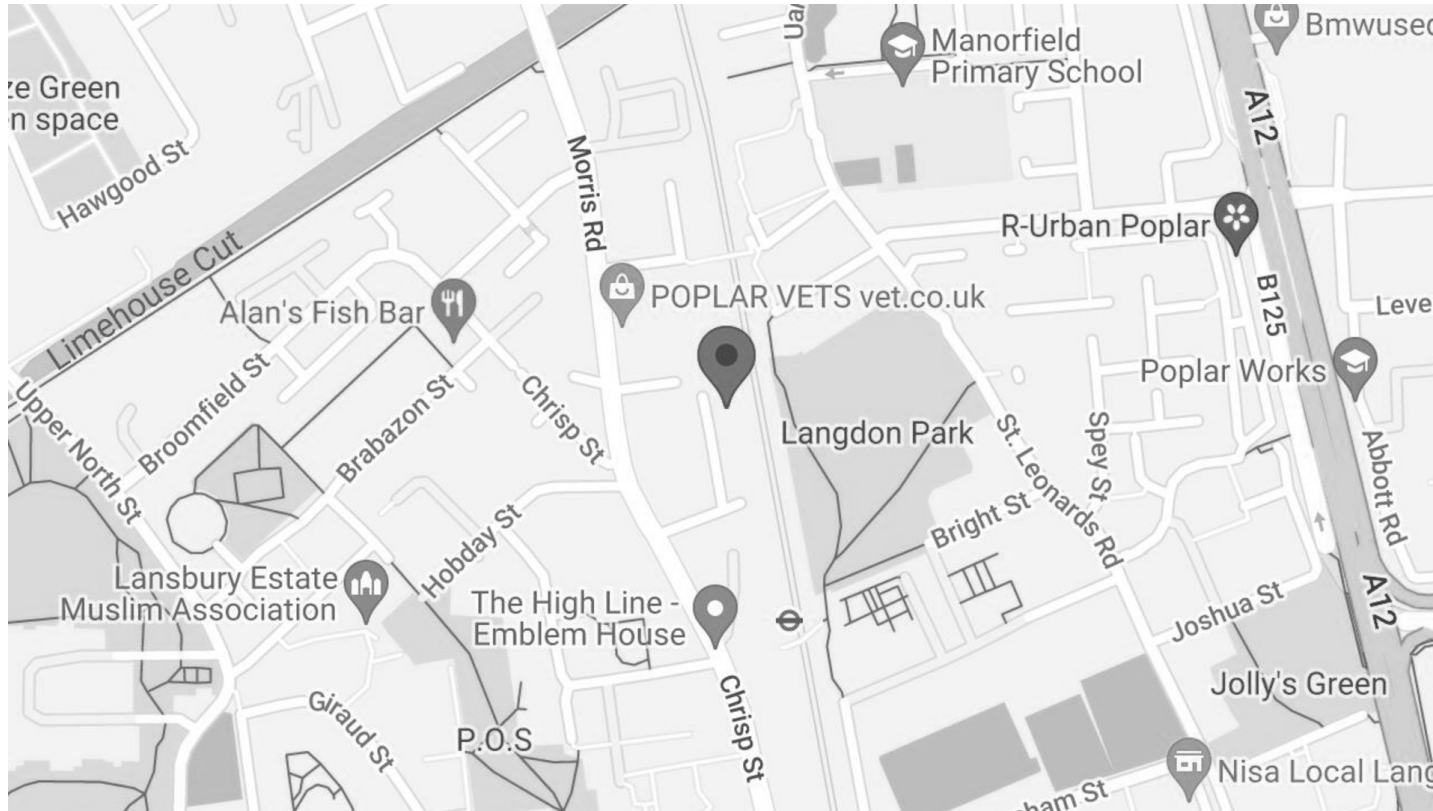 Ua
Manorfield
Primary School
Bmwused
ze Green
n space
A12
Hawgood St
Morris Rd
R-Urban Poplar
Limehouse Cut
Alan's Fish Bar
POPLAR VETS vet.co.uk
B125
Leve
Poplar Works
Upper North St
Broomfield St
Brabazon St
Chrisp St
Langdon Park
St. Leonards Rd
Spey St
Abbott Rd
Hobday St
Bright St
Lansbury Estate
Muslim Association
The High Line -
Emblem House
Joshua St
A12
Jolly's Green
Giraud St
P.O.S
Chrisp St
Nisa Local Lang
ham St